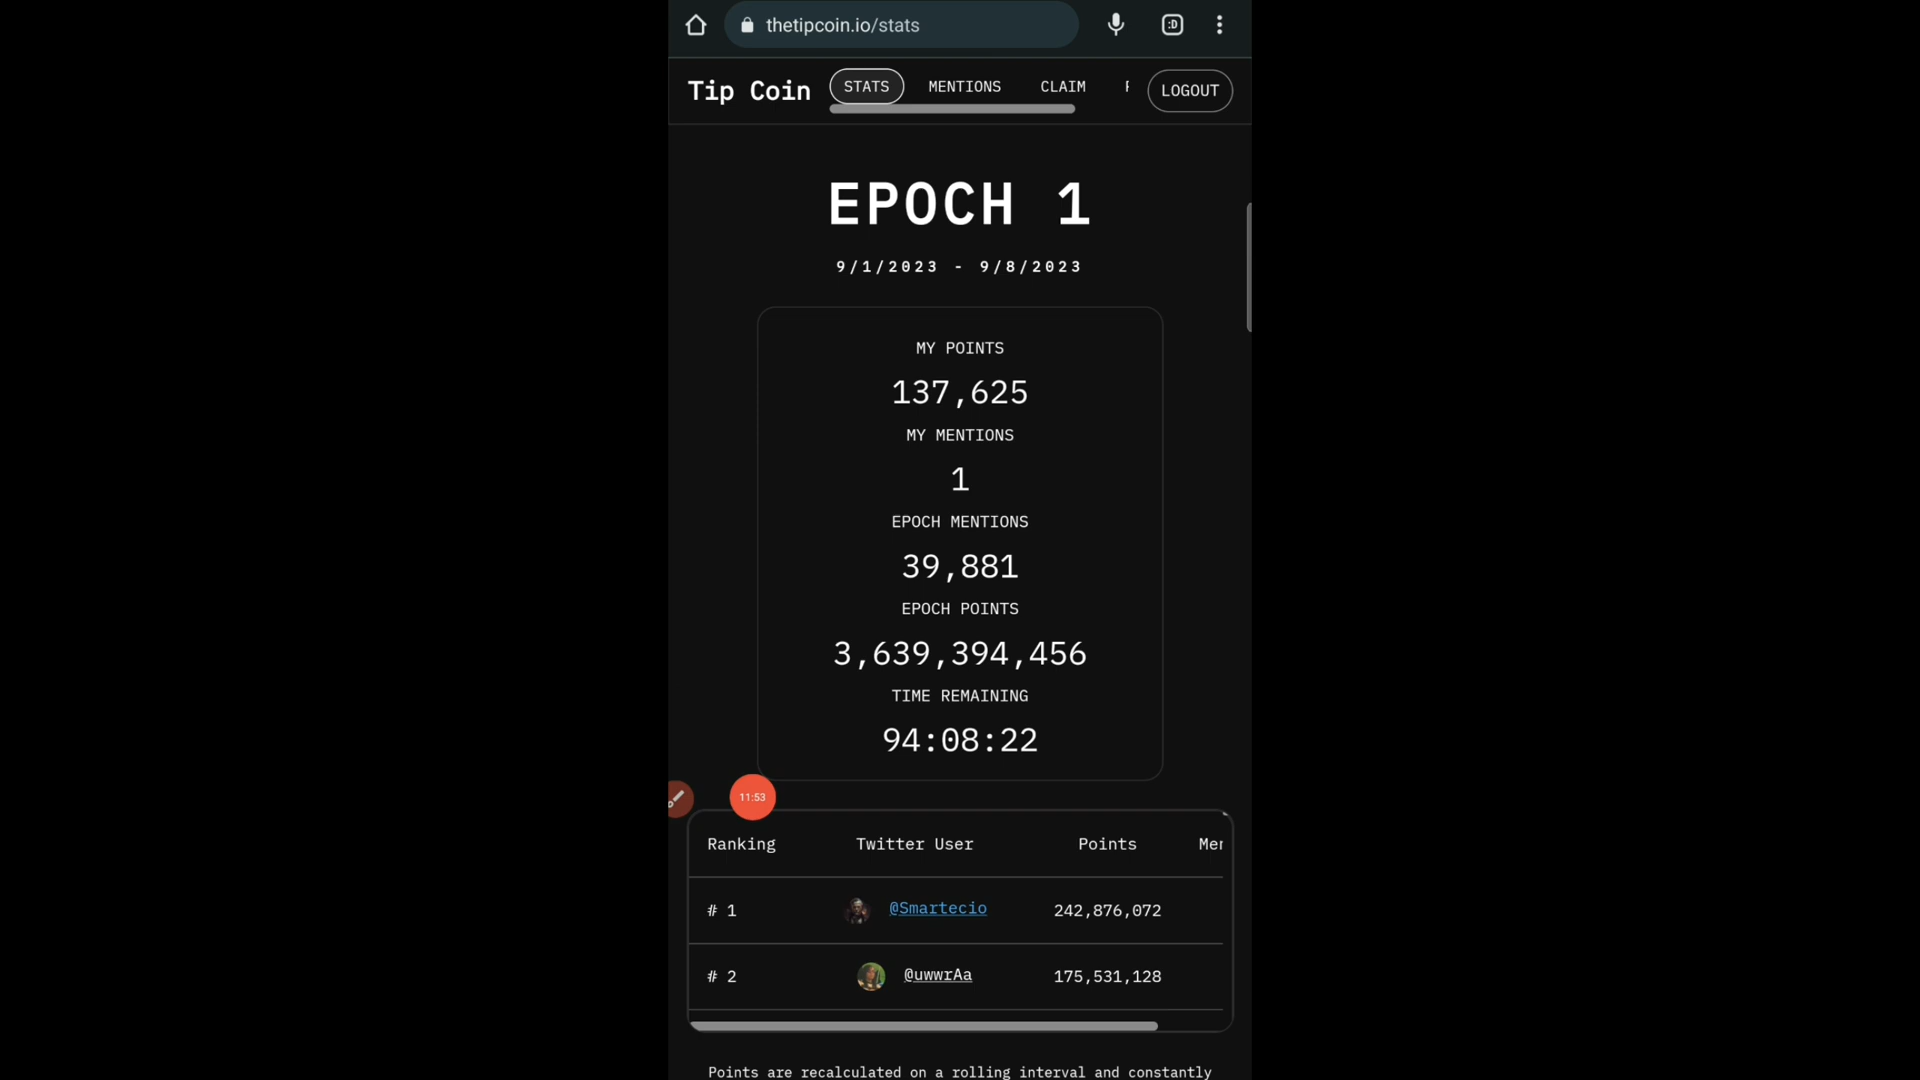 thetipcoin.io/stats
:D
Tip Coin
STATS
MENTIONS
CLAIM
LOGOUT
EPOCH 1
9/1/2023 - 9/8/2023
MY POINTS
137,625
MY MENTIONS
1
EPOCH MENTIONS
39,881
EPOCH POINTS
3,639,394,456
TIME REMAINING
94:08:22
11:53
Ranking Twitter User Points
# 1 @Smartecio 242,876,072
# 2 @uwwrAa 175,531,128
Points are recalculated on a rolling interval and constantly